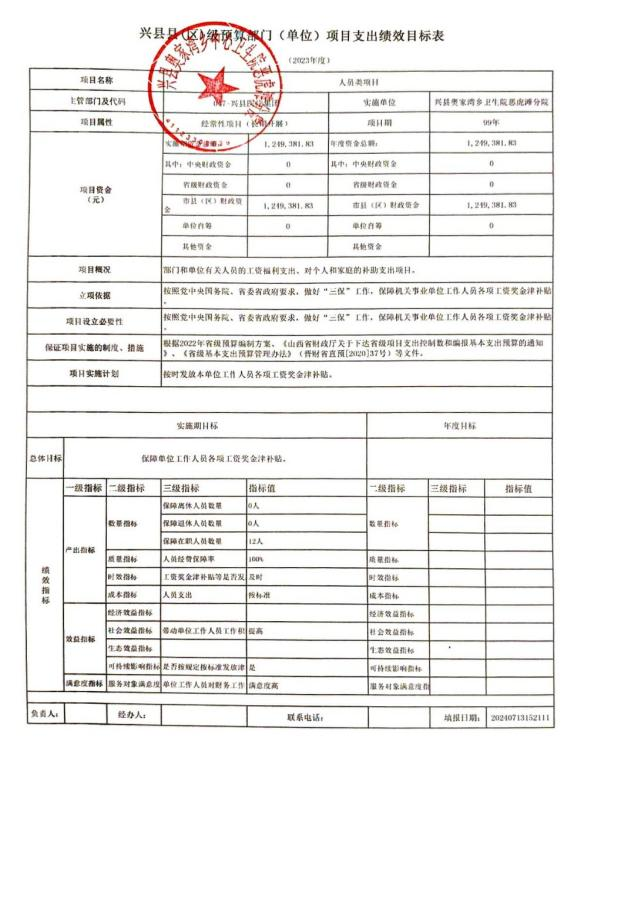 兴县县(区)级预算部门（单位）项目支出绩效目标表
（2023年度）
项目名称 人员类项目
主管部门及代码 兴县医疗集团 实施单位 兴县奥家湾乡卫生院恶虎滩分院
项目属性 经常性项目 项目期 99年
项目资金（元） 1,249,381.83 年度资金总额： 1,249,381.83
其中：中央财政资金 0 其中：中央财政资金 0
省级财政资金 0 省级财政资金 0
市县（区）财政资金 1,249,381.83 市县（区）财政资金 1,249,381.83
单位自筹 0 单位自筹 0
其他资金 其他资金
项目概况 部门和单位有关人员的工资福利支出、对个人和家庭的补助支出项目。
立项依据 按照党中央国务院、省委省政府要求，做好“三保”工作，保障机关事业单位工作人员各项工资奖金津补贴。
项目设立必要性 按照党中央国务院、省委省政府要求，做好“三保”工作，保障机关事业单位工作人员各项工资奖金津补贴。
保证项目实施的制度、措施 根据2022年省级预算编制方案、《山西省财政厅关于下达省级项目支出控制数和编报基本支出预算的通知》、《省级基本支出预算管理办法》（晋财省直预[2020]37号）等文件。
项目实施计划 按时发放本单位工作人员各项工资奖金津补贴。
实施期目标 年度目标
总体目标 保障单位工作人员各项工资奖金津补贴。
绩效指标
一级指标 二级指标 三级指标 指标值 二级指标 三级指标 指标值
产出指标 数量指标 保障离休人员数量 0人 数量指标
保障退休人员数量 0人
保障在职人员数量 12人
质量指标 人员经费保障率 100% 质量指标
时效指标 工资奖金津补贴等是否发 及时 时效指标
成本指标 人员支出 按标准 成本指标
效益指标 经济效益指标 经济效益指标
社会效益指标 带动单位工作人员工作积 提高 社会效益指标
生态效益指标 生态效益指标
可持续影响指标 是否按规定按标准发放津 是 可持续影响指标
满意度指标 服务对象满意度 单位工作人员对财务工作 满意度高 服务对象满意度指
负责人： 经办人： 联系电话： 填报日期： 20240713152111